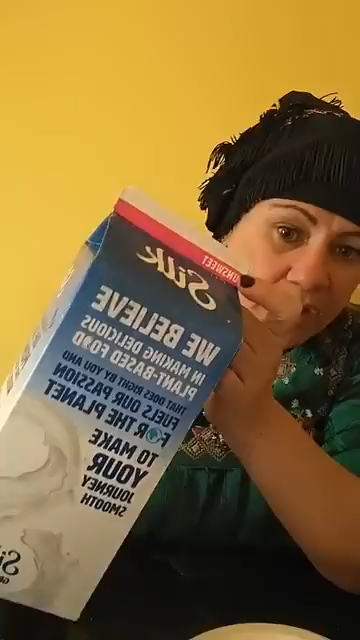 UNSWEET
Silk
WE BELIEVE
IN MAKING DELICIOUS
PLANT-BASED FOOD
THAT DOES RIGHT BY YOU AND
FUELS OUR PASSION
FOR THE PLANET
TO MAKE
YOUR
JOURNEY
SMOOTH
Silk